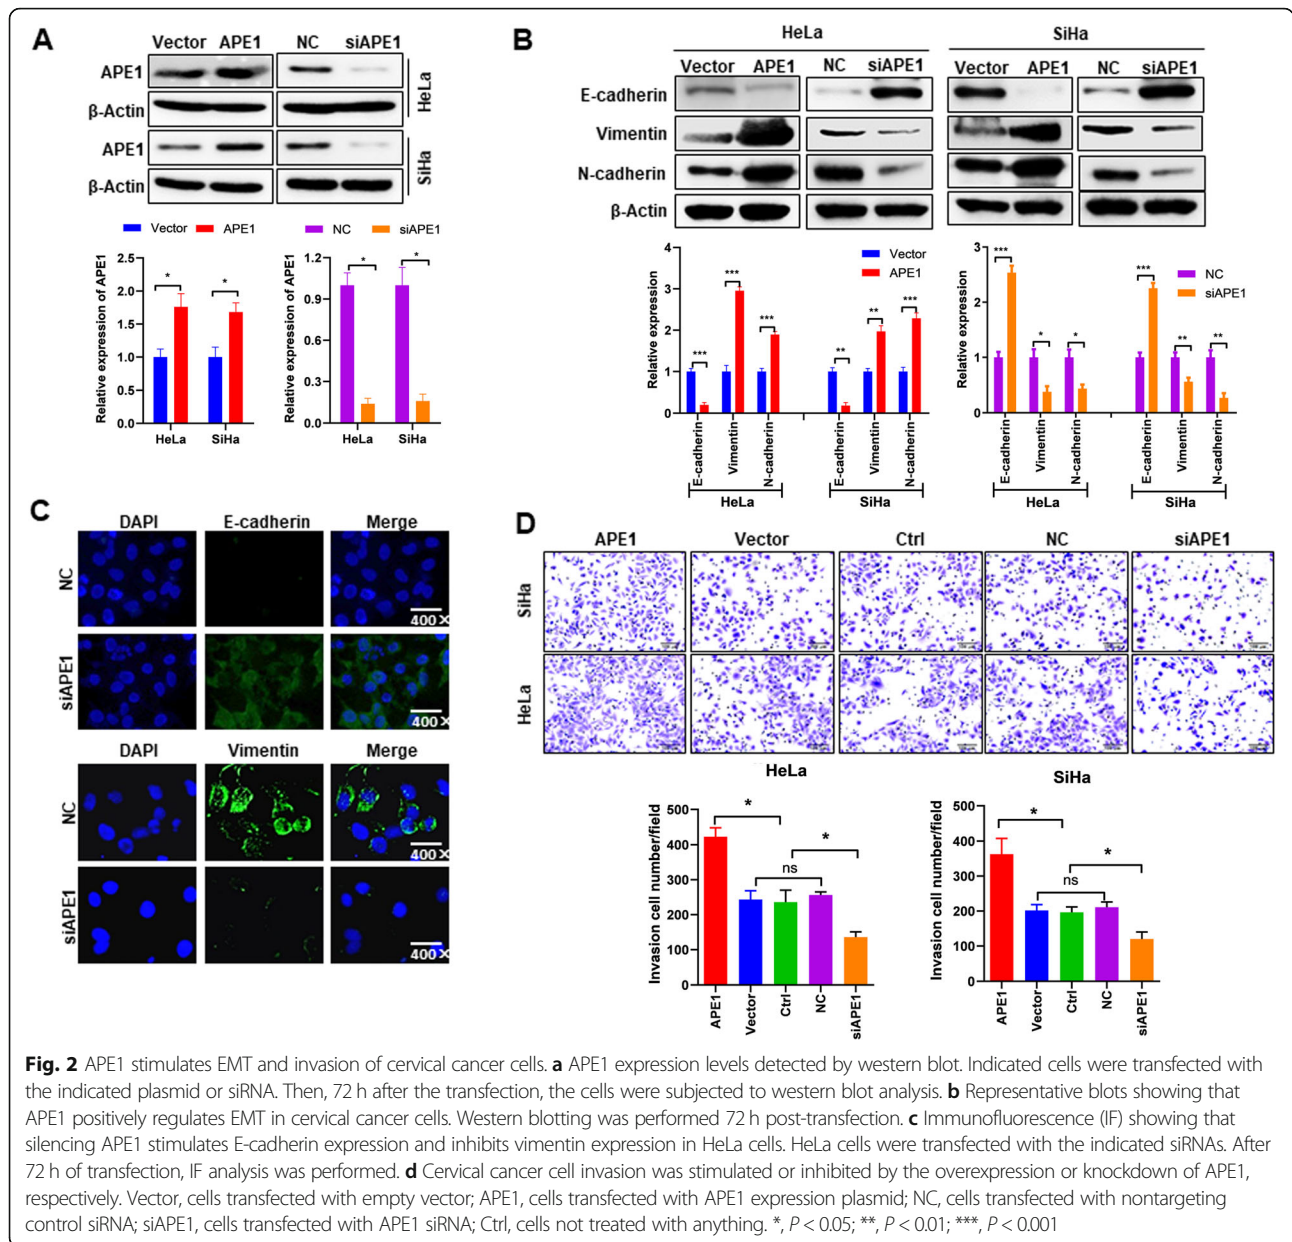 A
Vector APE1 NC siAPE1
APE1
β-Actin
HeLa
APE1
β-Actin
SiHa
Vector APE1 NC siAPE1
Relative expression of APE1
2.5
2.0
1.5
1.0
0.5
0.0
* *
HeLa SiHa
Relative expression of APE1
1.2
0.9
0.6
0.3
0.0
* *
HeLa SiHa
B
HeLa SiHa
Vector APE1 NC siAPE1 Vector APE1 NC siAPE1
E-cadherin
Vimentin
N-cadherin
β-Actin
Relative expression
4
3
2
1
0
Vector
APE1
*** *** *** ** ** ***
E-cadherin Vimentin N-cadherin E-cadherin Vimentin N-cadherin
HeLa SiHa
Relative expression
3
2
1
0
NC
siAPE1
*** * * *** ** **
E-cadherin Vimentin N-cadherin E-cadherin Vimentin N-cadherin
HeLa SiHa
C
DAPI E-cadherin Merge
NC
400×
siAPE1
400×
DAPI Vimentin Merge
NC
400×
siAPE1
400×
D
APE1 Vector Ctrl NC siAPE1
SiHa
HeLa
HeLa
Invasion cell number/field
500
400
300
200
100
0
* * ns
APE1 Vector Ctrl NC siAPE1
SiHa
Invasion cell number/field
500
400
300
200
100
0
* * ns
APE1 Vector Ctrl NC siAPE1
Fig. 2 APE1 stimulates EMT and invasion of cervical cancer cells. a APE1 expression levels detected by western blot. Indicated cells were transfected with
the indicated plasmid or siRNA. Then, 72 h after the transfection, the cells were subjected to western blot analysis. b Representative blots showing that
APE1 positively regulates EMT in cervical cancer cells. Western blotting was performed 72 h post-transfection. c Immunofluorescence (IF) showing that
silencing APE1 stimulates E-cadherin expression and inhibits vimentin expression in HeLa cells. HeLa cells were transfected with the indicated siRNAs. After
72 h of transfection, IF analysis was performed. d Cervical cancer cell invasion was stimulated or inhibited by the overexpression or knockdown of APE1,
respectively. Vector, cells transfected with empty vector; APE1, cells transfected with APE1 expression plasmid; NC, cells transfected with nontargeting
control siRNA; siAPE1, cells transfected with APE1 siRNA; Ctrl, cells not treated with anything. *, P < 0.05; **, P < 0.01; ***, P < 0.001